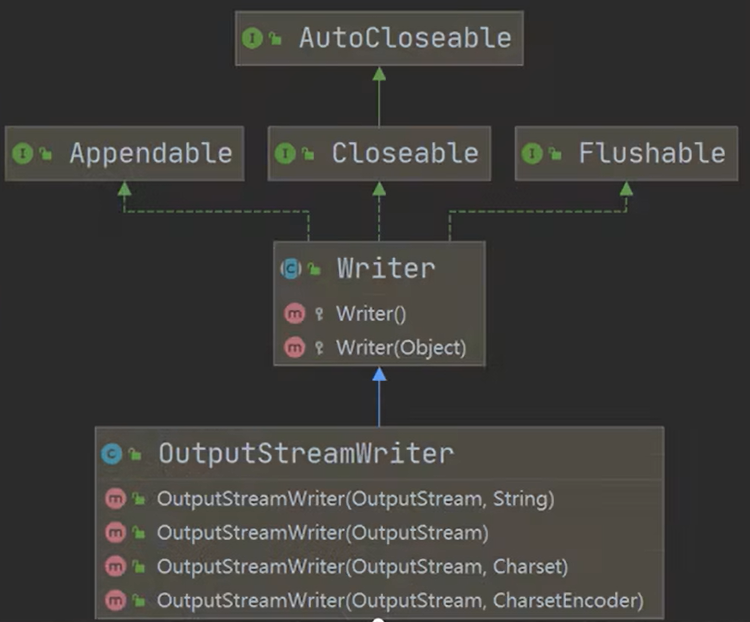 AutoCloseable
Appendable
Closeable
Flushable
Writer
Writer()
Writer(Object)
OutputStreamWriter
OutputStreamWriter(OutputStream, String)
OutputStreamWriter(OutputStream)
OutputStreamWriter(OutputStream, Charset)
OutputStreamWriter(OutputStream, CharsetEncoder)